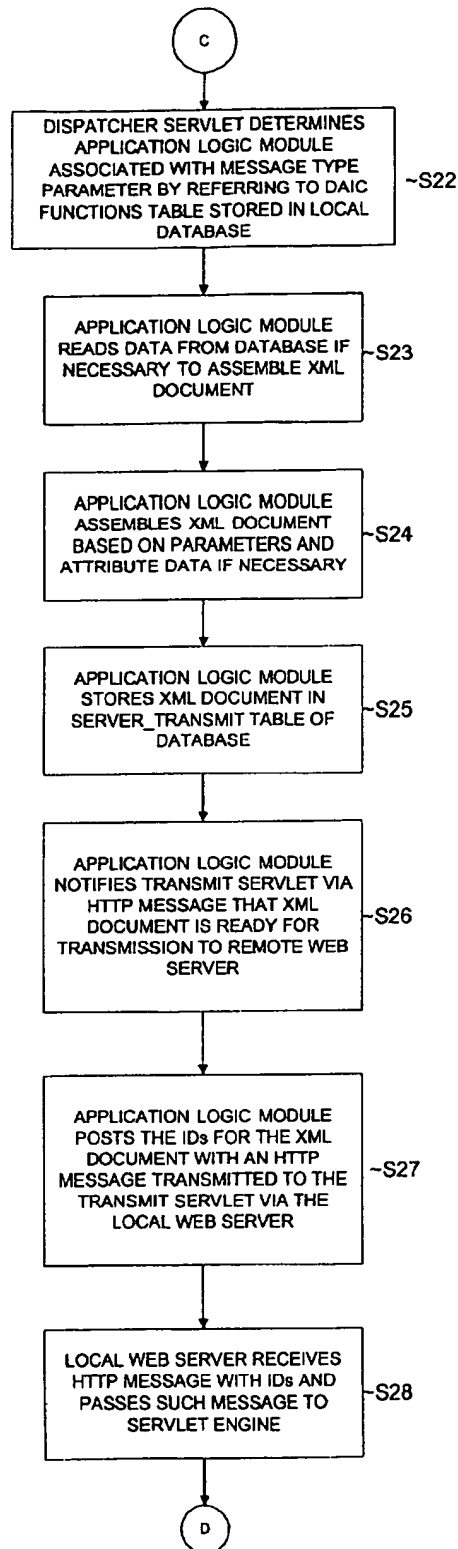 C
DISPATCHER SERVLET DETERMINES
APPLICATION LOGIC MODULE
ASSOCIATED WITH MESSAGE TYPE
PARAMETER BY REFERRING TO DAIC
FUNCTIONS TABLE STORED IN LOCAL
DATABASE
~S22
APPLICATION LOGIC MODULE
READS DATA FROM DATABASE IF
NECESSARY TO ASSEMBLE XML
DOCUMENT
~S23
APPLICATION LOGIC MODULE
ASSEMBLES XML DOCUMENT
BASED ON PARAMETERS AND
ATTRIBUTE DATA IF NECESSARY
~S24
APPLICATION LOGIC MODULE
STORES XML DOCUMENT IN
SERVER_TRANSMIT TABLE OF
DATABASE
~S25
APPLICATION LOGIC MODULE
NOTIFIES TRANSMIT SERVLET VIA
HTTP MESSAGE THAT XML
DOCUMENT IS READY FOR
TRANSMISSION TO REMOTE WEB
SERVER
~S26
APPLICATION LOGIC MODULE
POSTS THE IDs FOR THE XML
DOCUMENT WITH AN HTTP
MESSAGE TRANSMITTED TO THE
TRANSMIT SERVLET VIA THE
LOCAL WEB SERVER
~S27
LOCAL WEB SERVER RECEIVES
HTTP MESSAGE WITH IDs AND
PASSES SUCH MESSAGE TO
SERVLET ENGINE
~S28
D